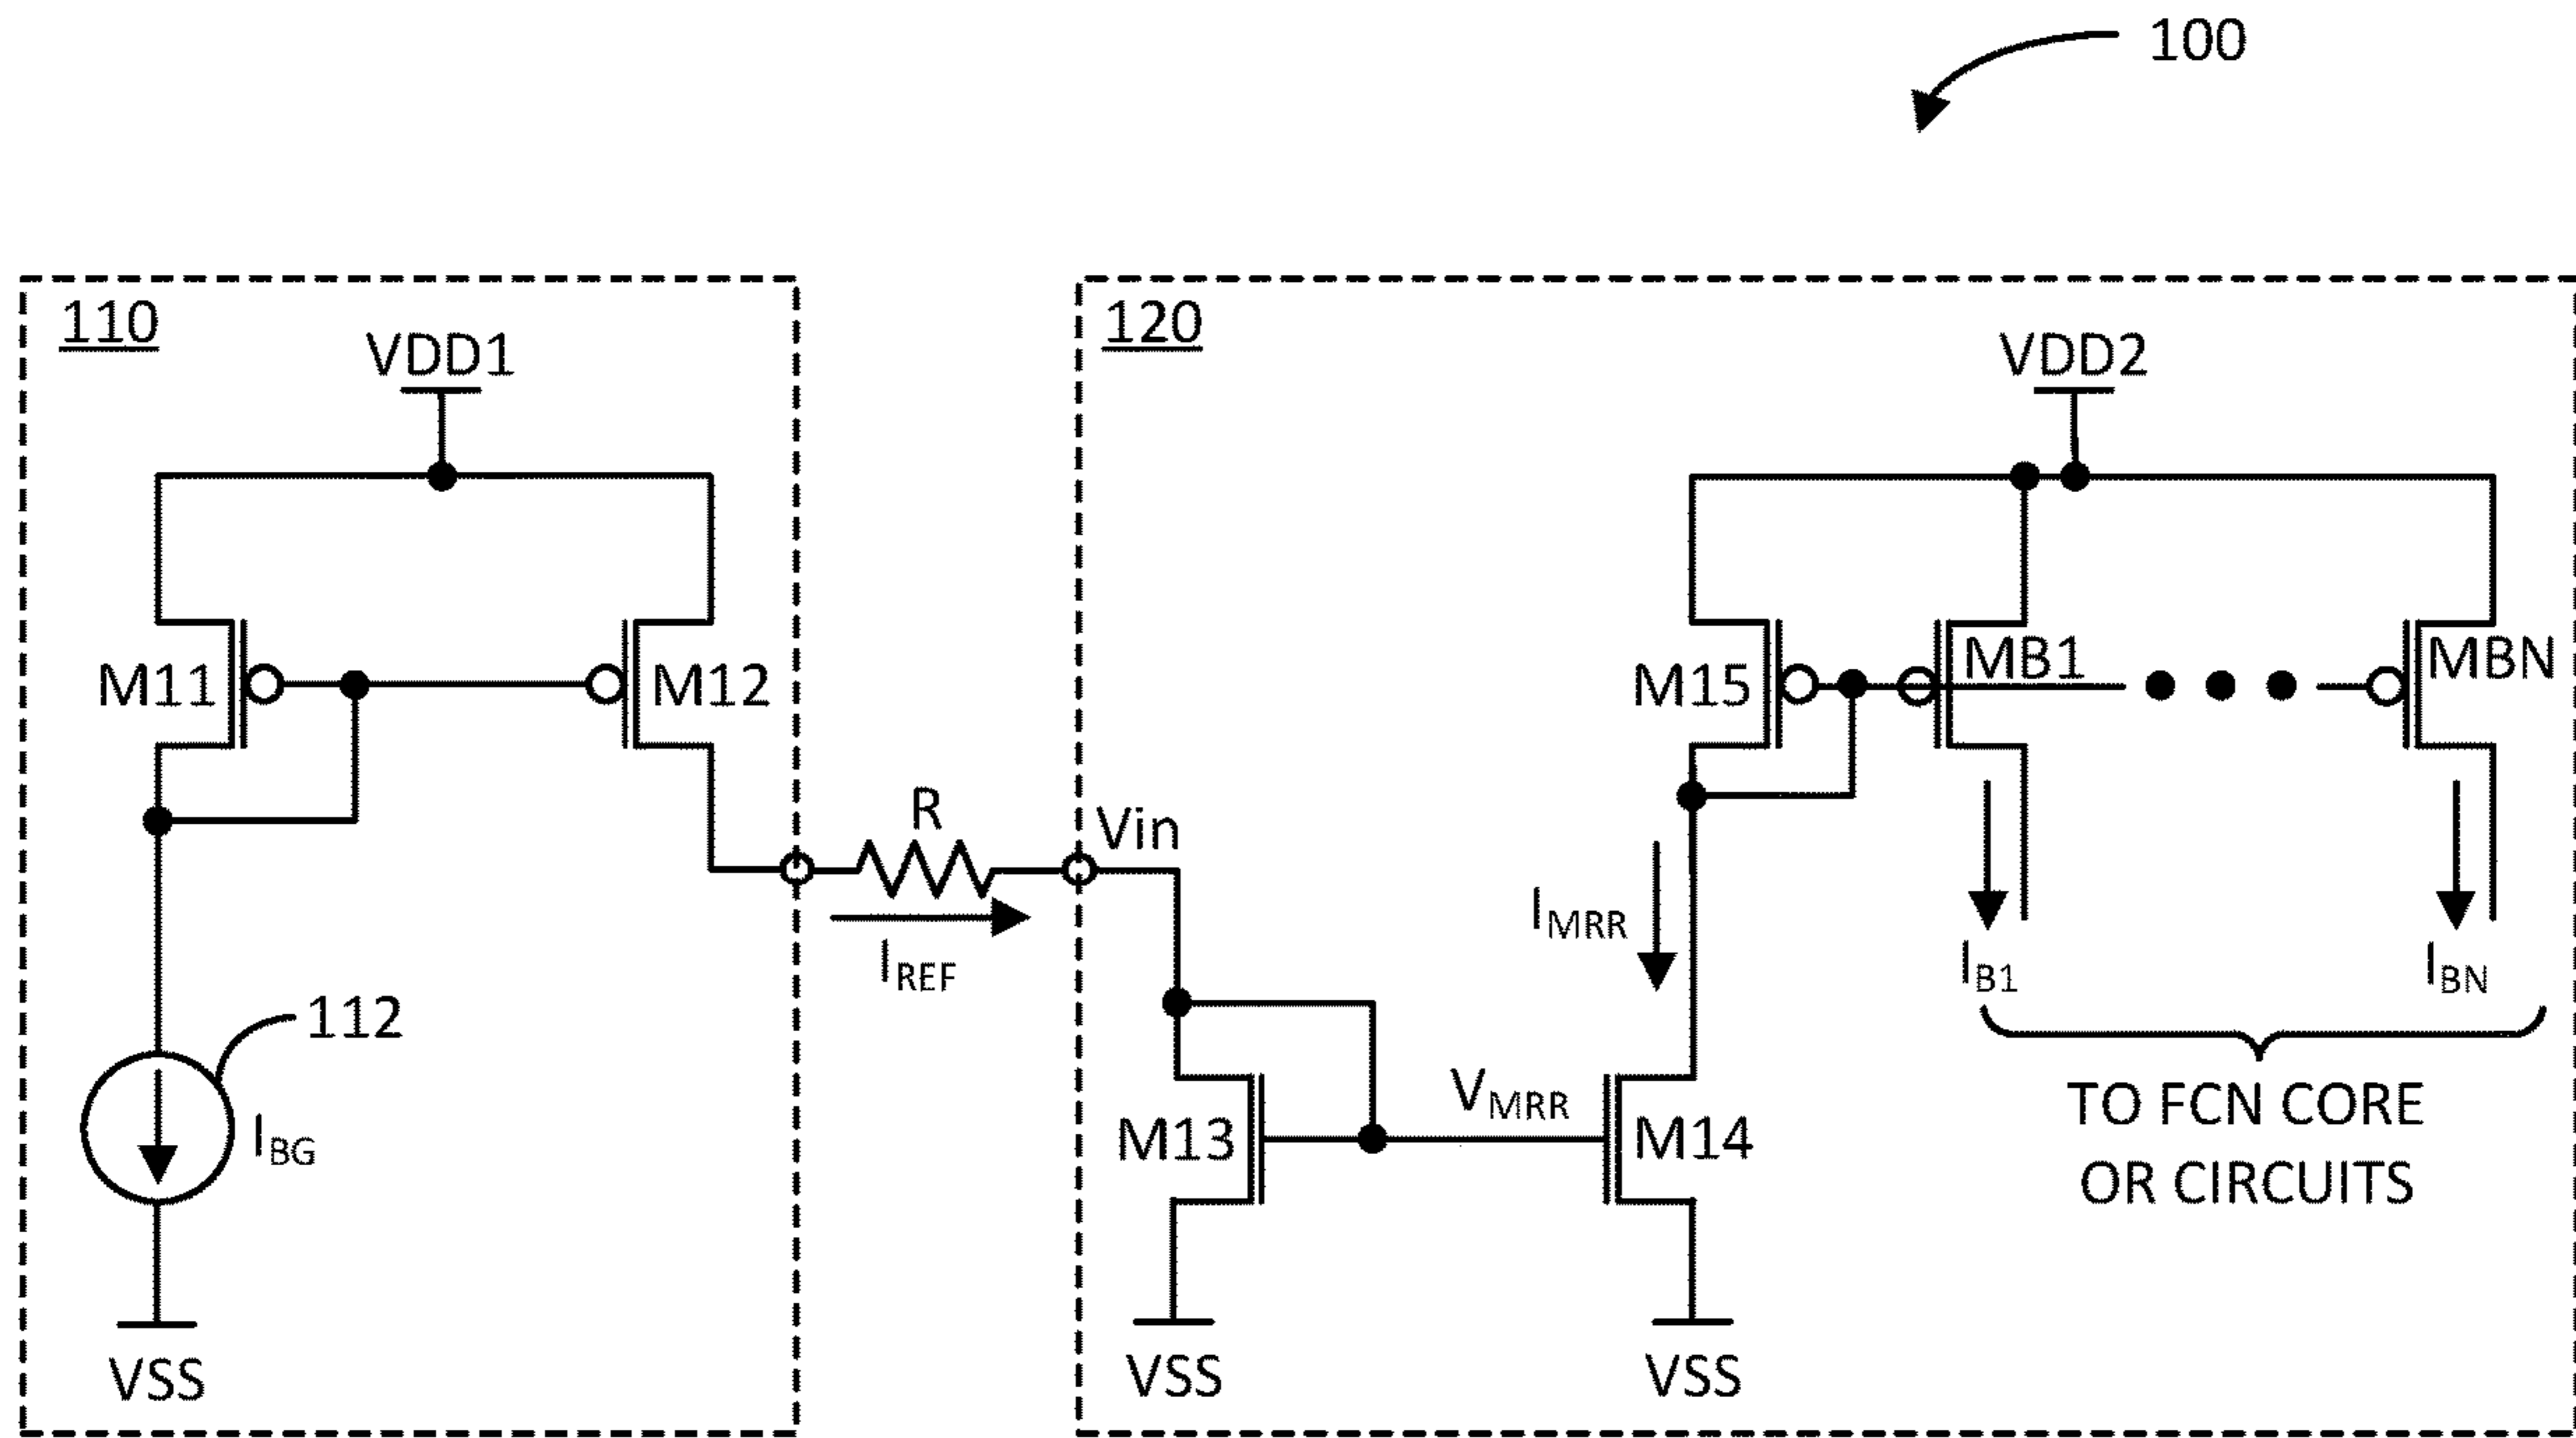 100
110
VDD1
M11
M12
112
IBG
VSS
R
IREF
120
Vin
VDD2
M15
MB1
MBN
IMRR
IB1
IBN
M13
VMRR
M14
TO FCN CORE
OR CIRCUITS
VSS
VSS